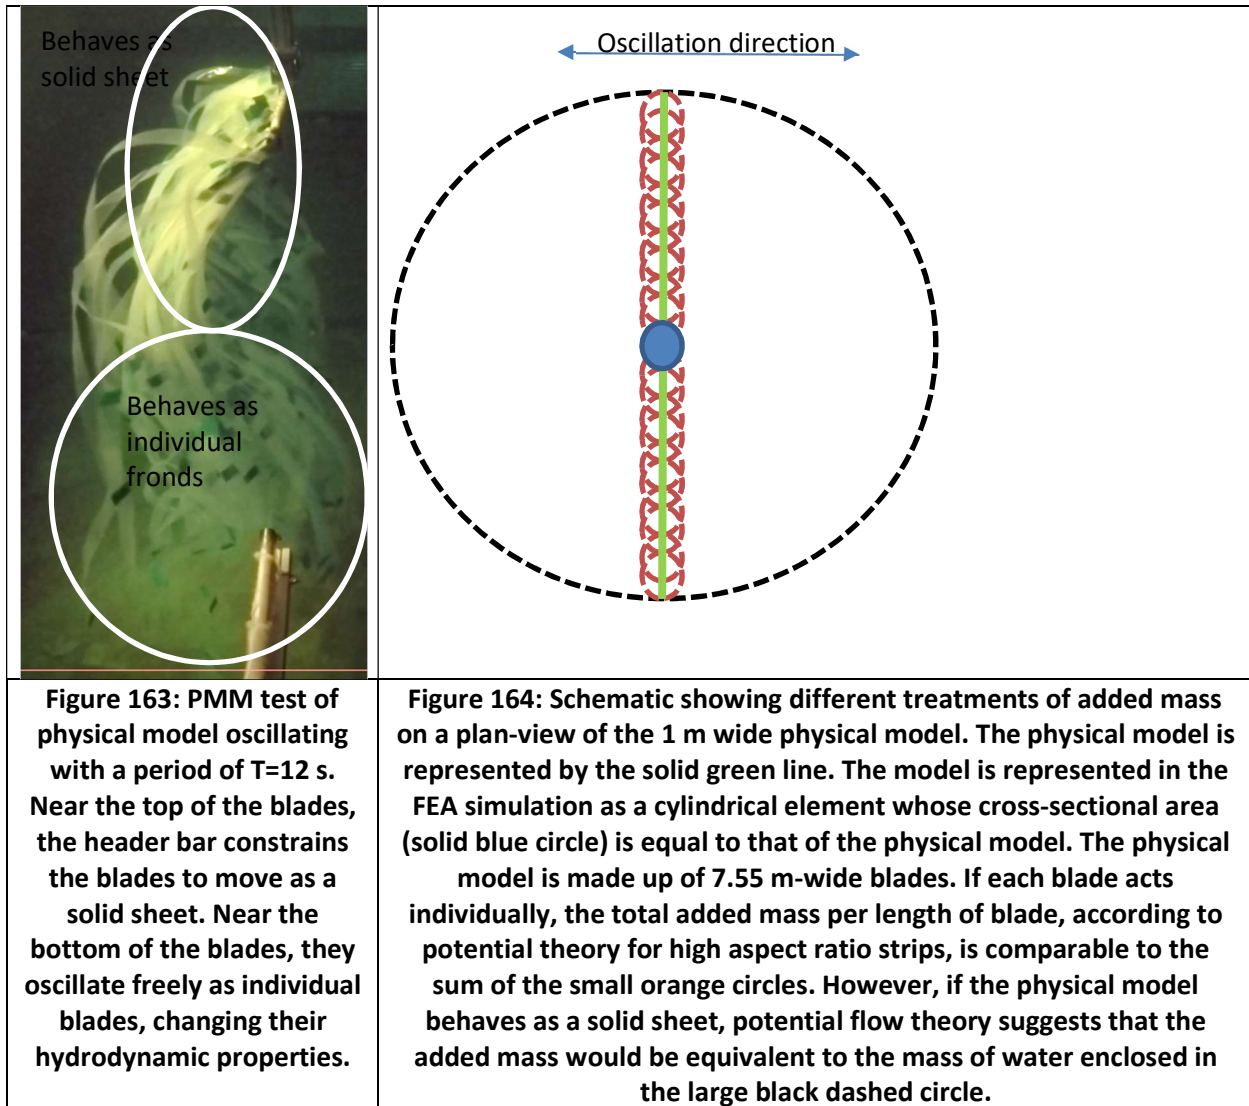 Behaves as
solid sheet
Behaves as
individual
fronds
Oscillation direction
Figure 163: PMM test of
physical model oscillating
with a period of T=12 s.
Near the top of the blades,
the header bar constrains
the blades to move as a
solid sheet. Near the
bottom of the blades, they
oscillate freely as individual
blades, changing their
hydrodynamic properties.
Figure 164: Schematic showing different treatments of added mass
on a plan-view of the 1 m wide physical model. The physical model is
represented by the solid green line. The model is represented in the
FEA simulation as a cylindrical element whose cross-sectional area
(solid blue circle) is equal to that of the physical model. The physical
model is made up of 7.55 m-wide blades. If each blade acts
individually, the total added mass per length of blade, according to
potential theory for high aspect ratio strips, is comparable to the
sum of the small orange circles. However, if the physical model
behaves as a solid sheet, potential flow theory suggests that the
added mass would be equivalent to the mass of water enclosed in
the large black dashed circle.